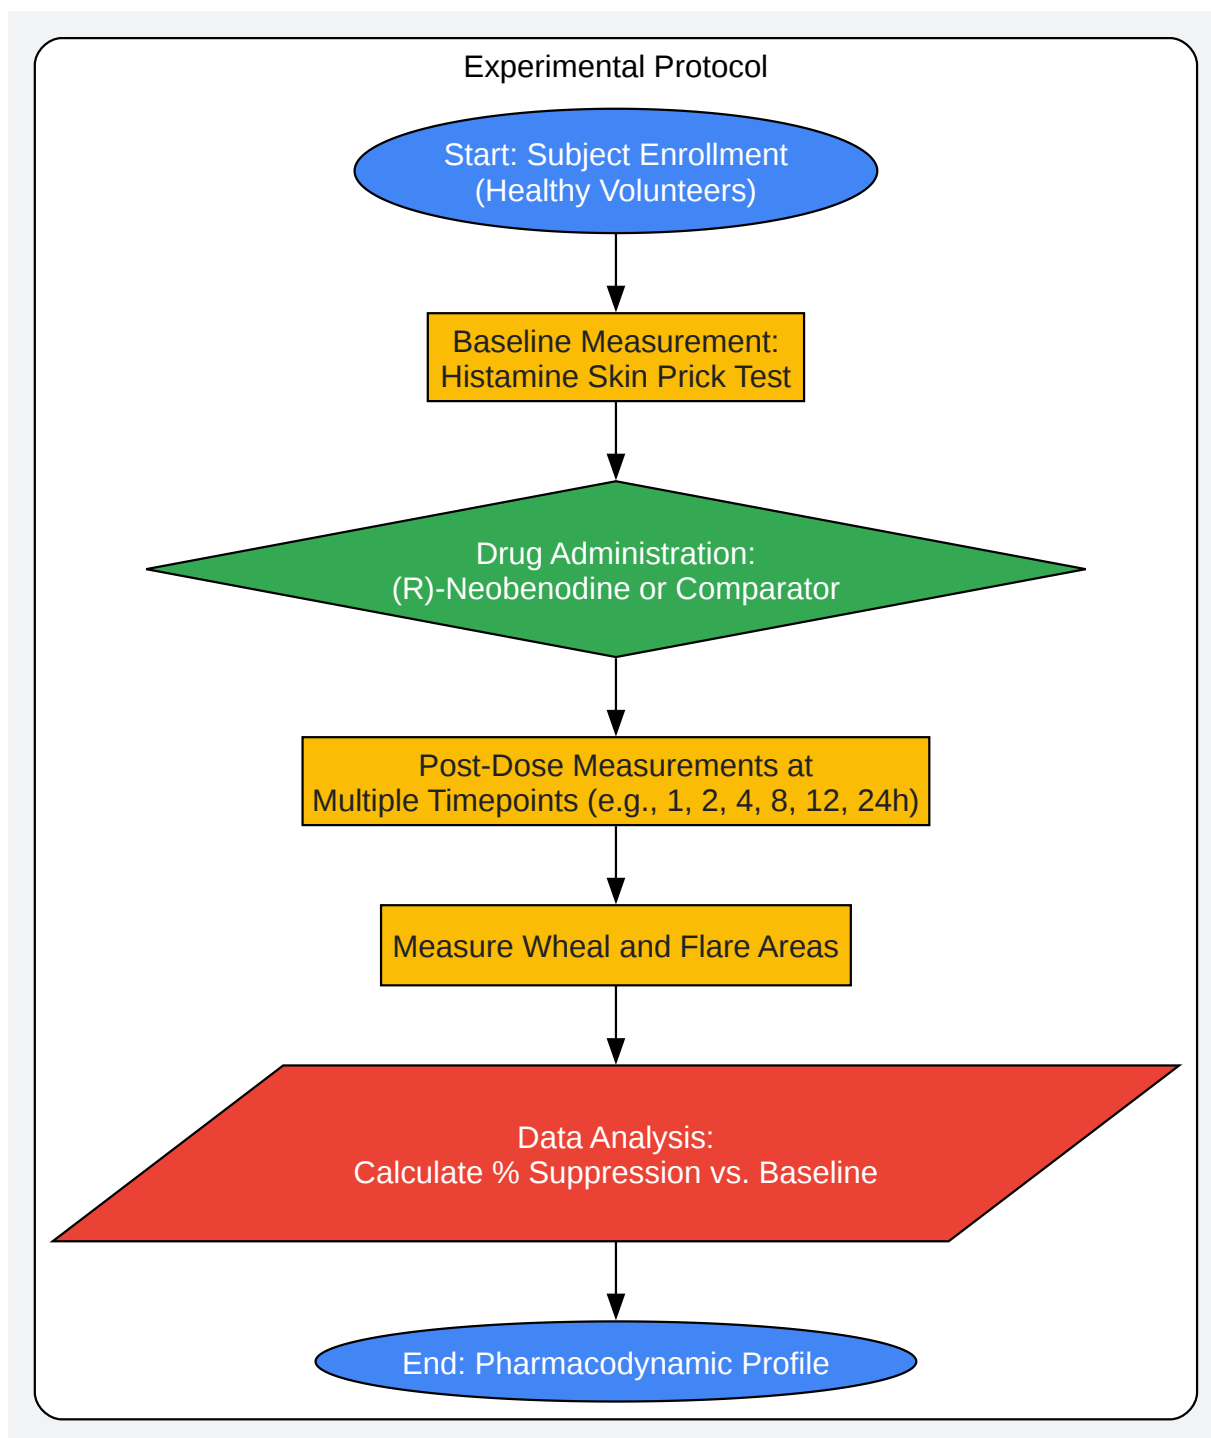 Experimental Protocol
Start: Subject Enrollment
(Healthy Volunteers)
Baseline Measurement:
Histamine Skin Prick Test
Drug Administration:
(R)-Neobenodine or Comparator
Post-Dose Measurements at
Multiple Timepoints (e.g., 1, 2, 4, 8, 12, 24h)
Measure Wheal and Flare Areas
Data Analysis:
Calculate % Suppression vs. Baseline
End: Pharmacodynamic Profile